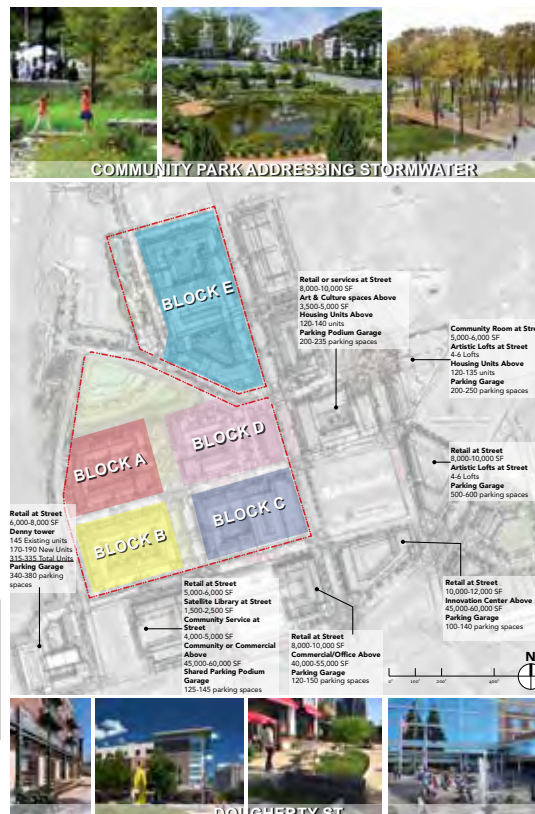 COMMUNITY PARK ADDRESSING STORMWATER
BLOCK E
Retail or services at Street
8,000-10,000 SF
Art & Culture spaces Above
3,500-5,000 SF
Housing Units Above
120-140 units
Parking Podium Garage
200-235 parking spaces
Community Room at Stre
5,000-6,000 SF
Artistic Lofts at Street
4-6 Lofts
Housing Units Above
120-135 units
Parking Garage
200-250 parking spaces
BLOCK D
BLOCK A
BLOCK C
BLOCK B
Retail at Street
8,000-10,000 SF
Artistic Lofts at Street
4-6 Lofts
Parking Garage
500-600 parking spaces
Retail at Street
6,000-8,000 SF
Denny tower
145 Existing units
170-190 New Units
315-335 Total Units
Parking Garage
340-380 parking
spaces
Retail at Street
5,000-6,000 SF
Satellite Library at Street
1,500-2,500 SF
Community Service at
Street
4,000-5,000 SF
Community or Commercial
Above
45,000-60,000 SF
Shared Parking Podium
Garage
125-145 parking spaces
Retail at Street
8,000-10,000 SF
Commercial/Office Above
40,000-55,000 SF
Parking Garage
120-150 parking spaces
Retail at Street
10,000-12,000 SF
Innovation Center Above
45,000-60,000 SF
Parking Garage
100-140 parking spaces
N
0' 100' 200' 400'
DOUGHERTY ST